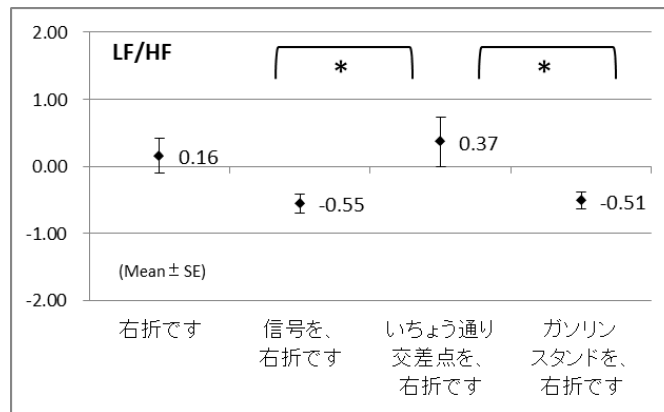 2.00
LF/HF
*
*
1.00
0.16
0.37
0.00
-0.55
-0.51
-1.00
(Mean ± SE)
-2.00
右折です
信号を、
右折です
いちょう通り
交差点を、
右折です
ガソリン
スタンドを、
右折です